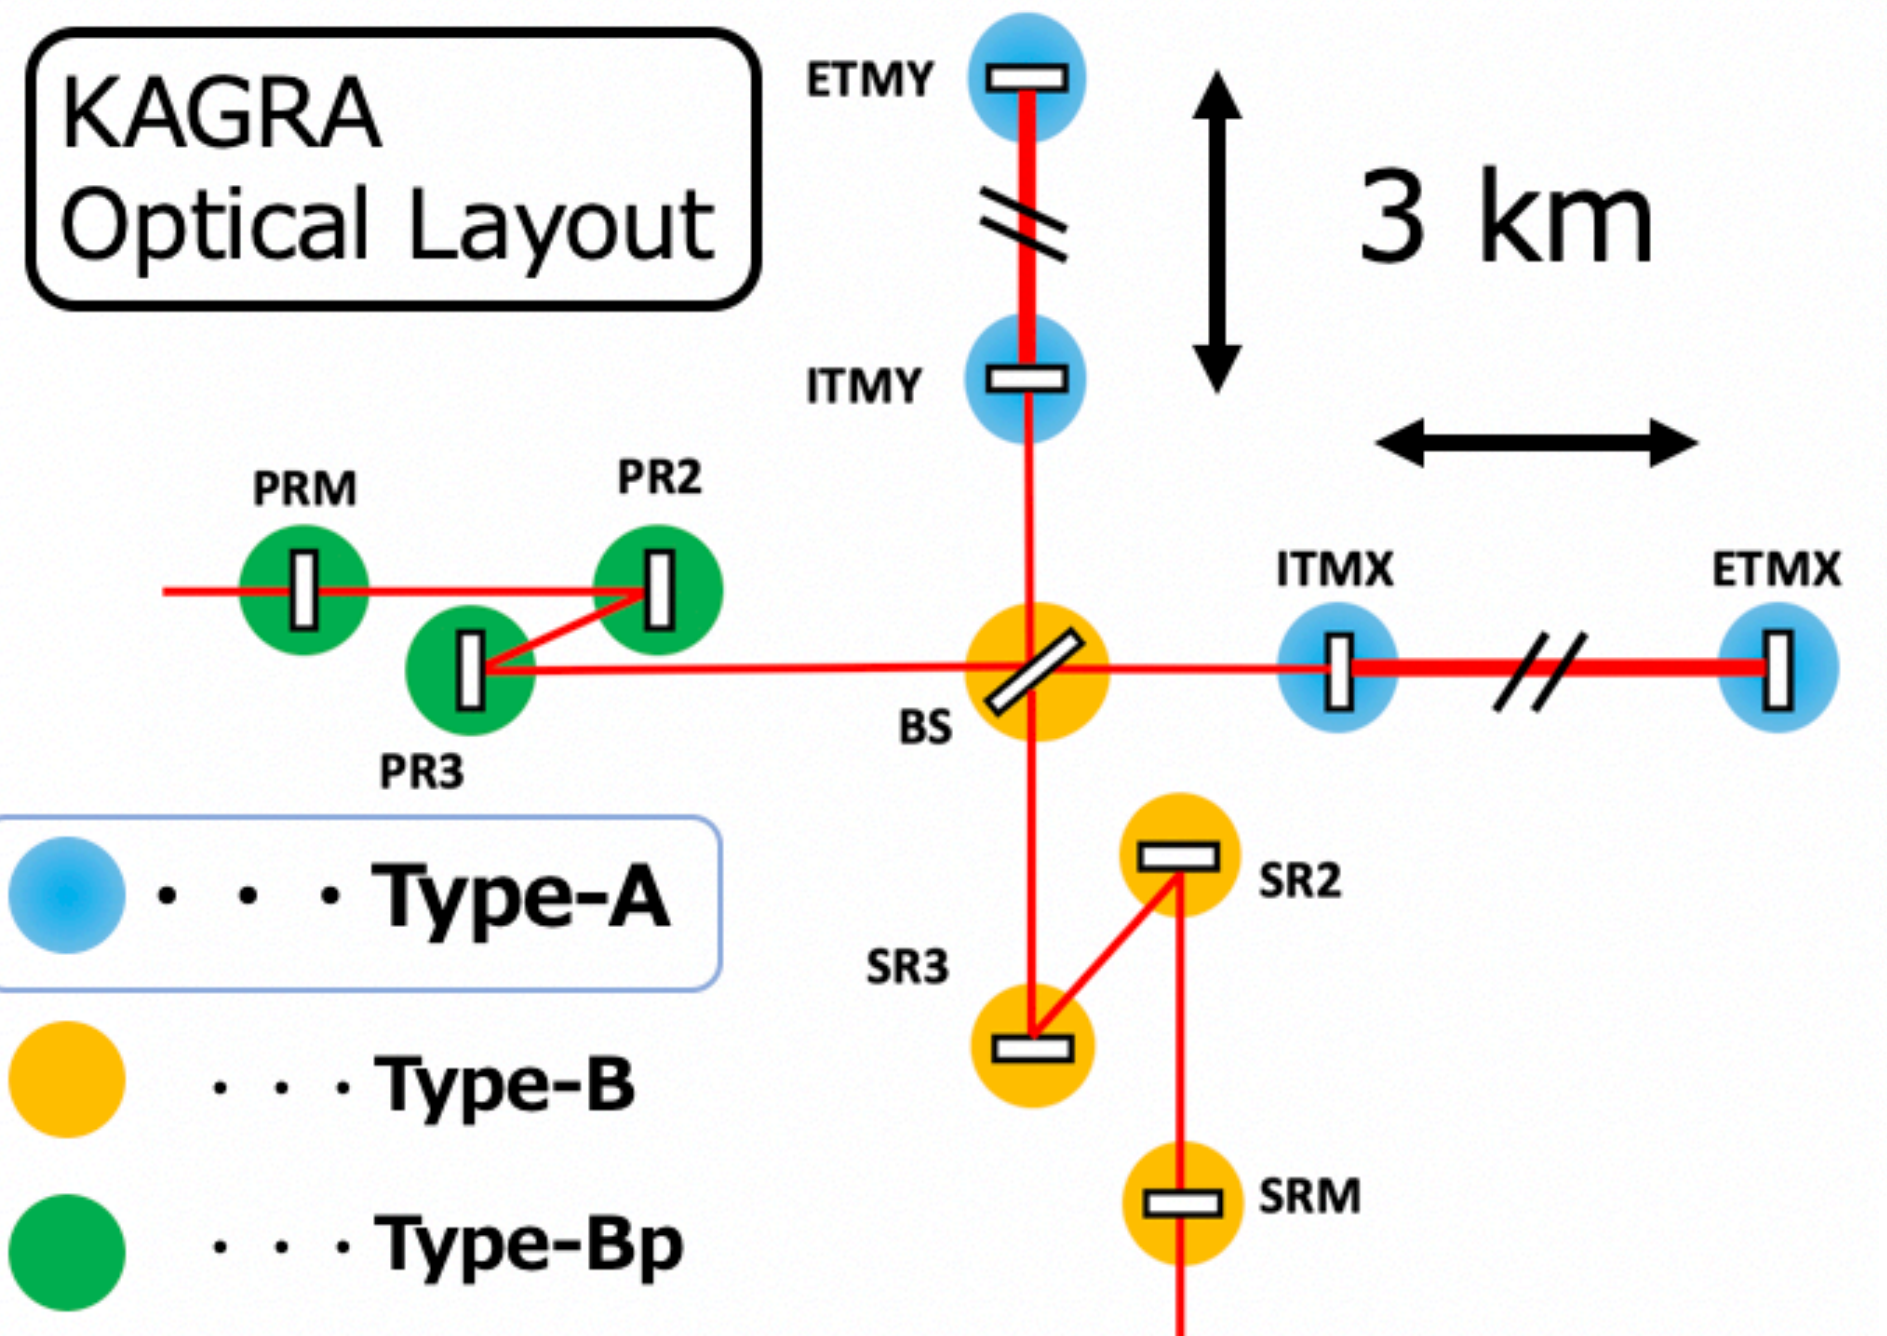 KAGRA
Optical Layout
ETMY
3 km
ITMY
PRM
PR2
ITMX
ETMX
BS
PR3
SR2
SR3
SRM
· · · Type-A
· · · Type-B
· · · Type-Bp